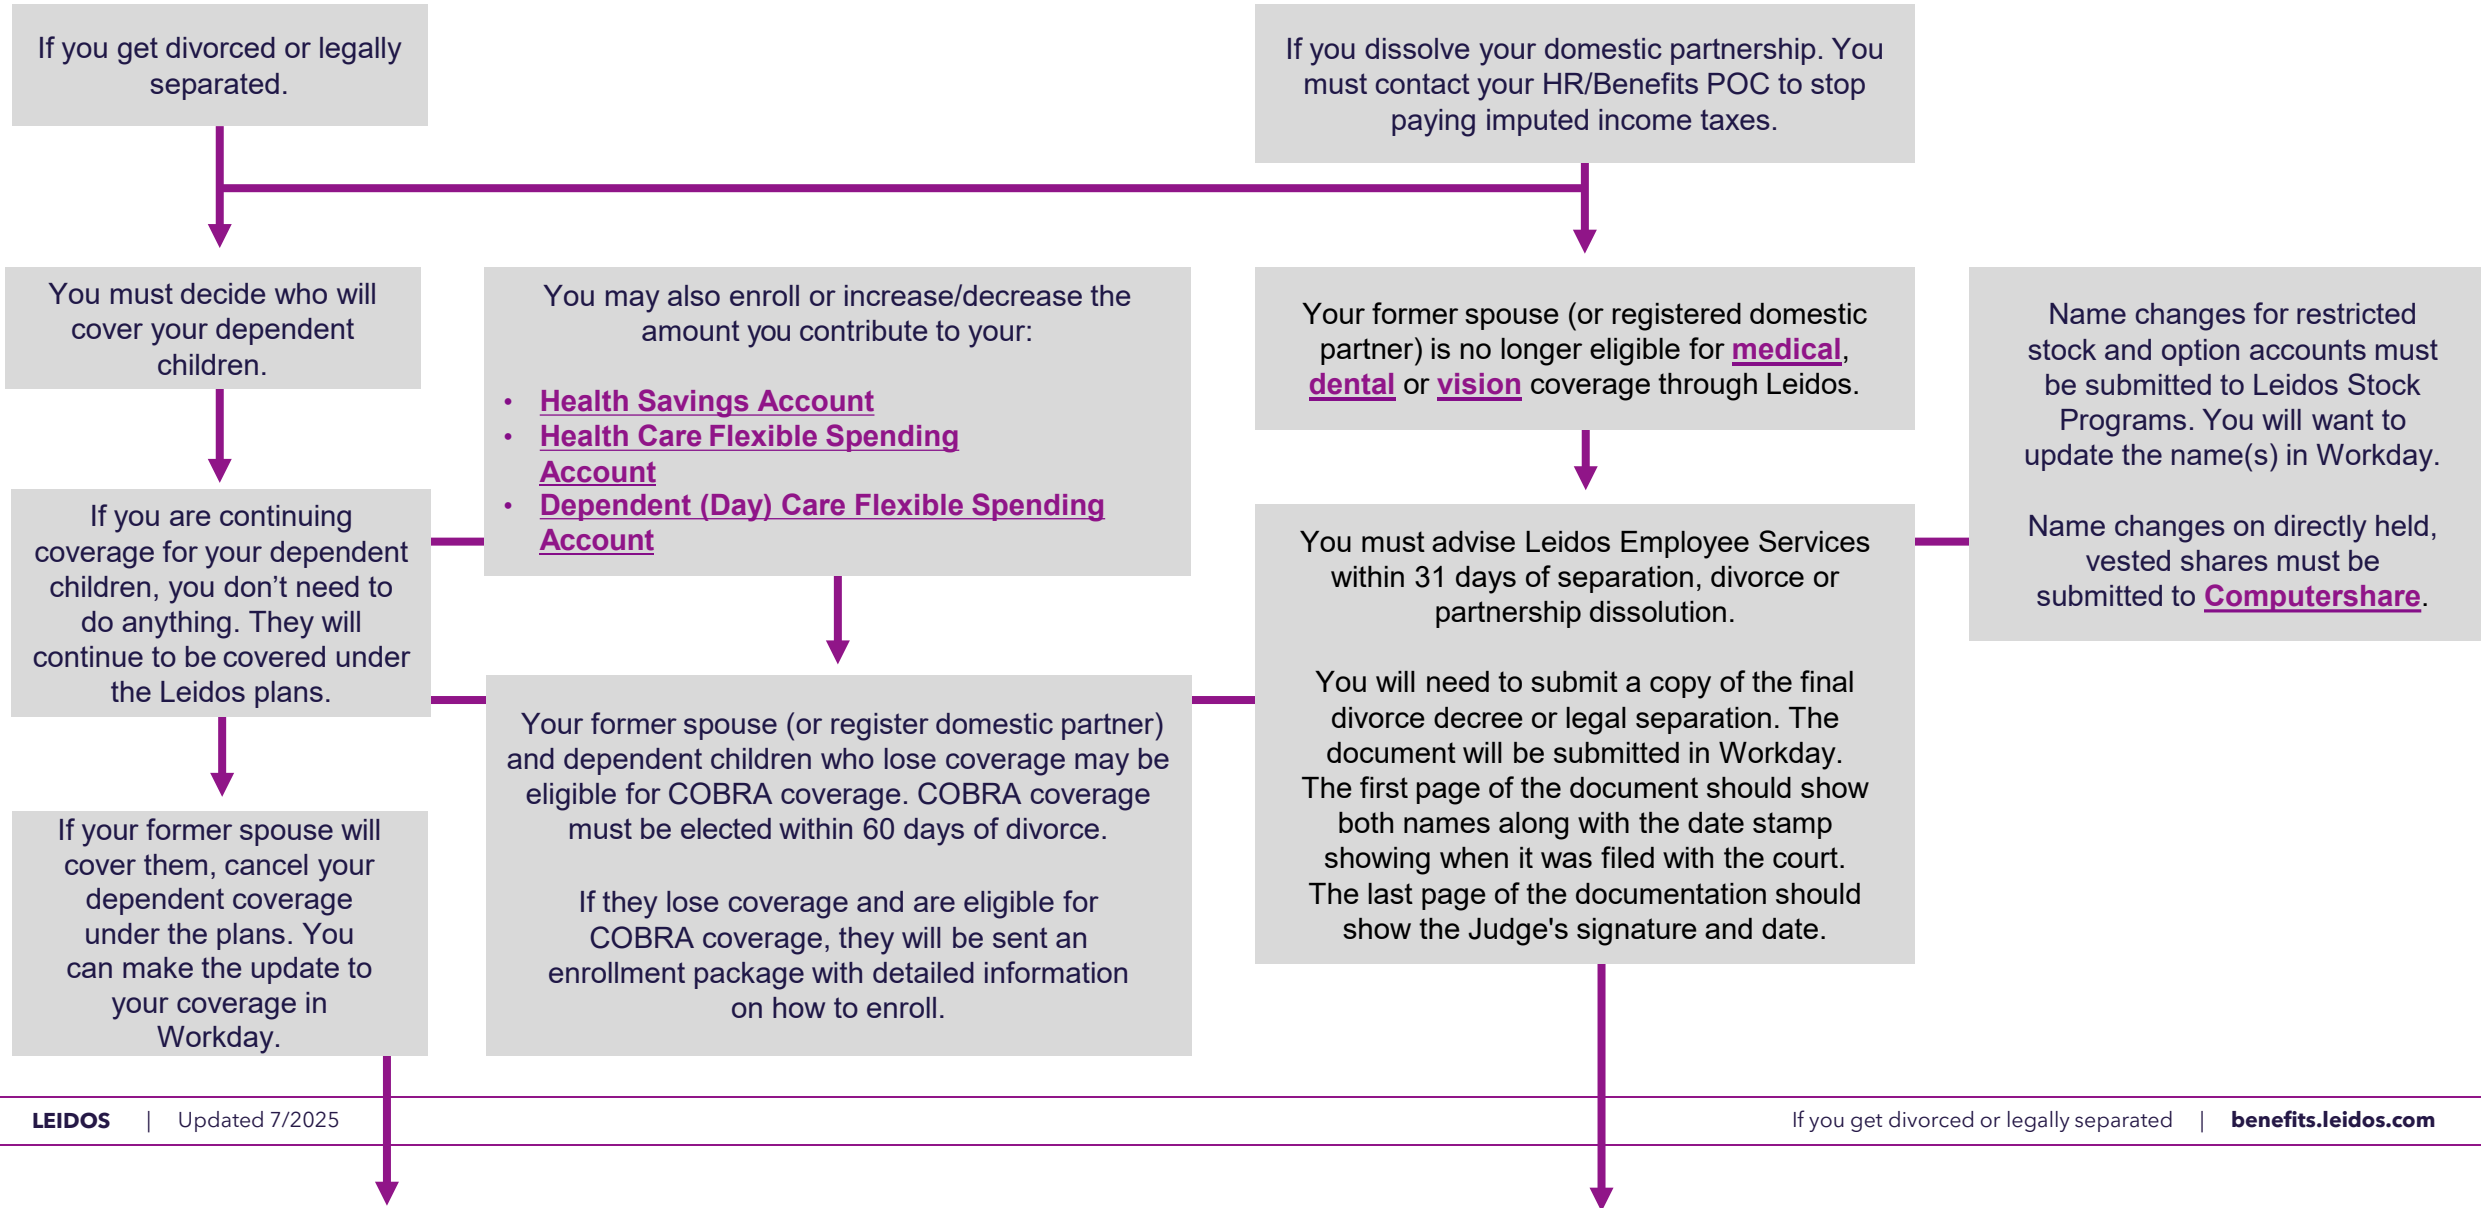 If you get divorced or legally
separated.
If you dissolve your domestic partnership. You
must contact your HR/Benefits POC to stop
paying imputed income taxes.
You must decide who will
cover your dependent
children.
You may also enroll or increase/decrease the
amount you contribute to your:
• Health Savings Account
• Health Care Flexible Spending
Account
• Dependent (Day) Care Flexible Spending
Account
Your former spouse (or registered domestic
partner) is no longer eligible for medical,
dental or vision coverage through Leidos.
Name changes for restricted
stock and option accounts must
be submitted to Leidos Stock
Programs. You will want to
update the name(s) in Workday.
Name changes on directly held,
vested shares must be
submitted to Computershare.
If you are continuing
coverage for your dependent
children, you don’t need to
do anything. They will
continue to be covered under
the Leidos plans.
You must advise Leidos Employee Services
within 31 days of separation, divorce or
partnership dissolution.
You will need to submit a copy of the final
divorce decree or legal separation. The
document will be submitted in Workday.
The first page of the document should show
both names along with the date stamp
showing when it was filed with the court.
The last page of the documentation should
show the Judge's signature and date.
Your former spouse (or register domestic partner)
and dependent children who lose coverage may be
eligible for COBRA coverage. COBRA coverage
must be elected within 60 days of divorce.
If they lose coverage and are eligible for
COBRA coverage, they will be sent an
enrollment package with detailed information
on how to enroll.
If your former spouse will
cover them, cancel your
dependent coverage
under the plans. You
can make the update to
your coverage in
Workday.
LEIDOS | Updated 7/2025
If you get divorced or legally separated | benefits.leidos.com